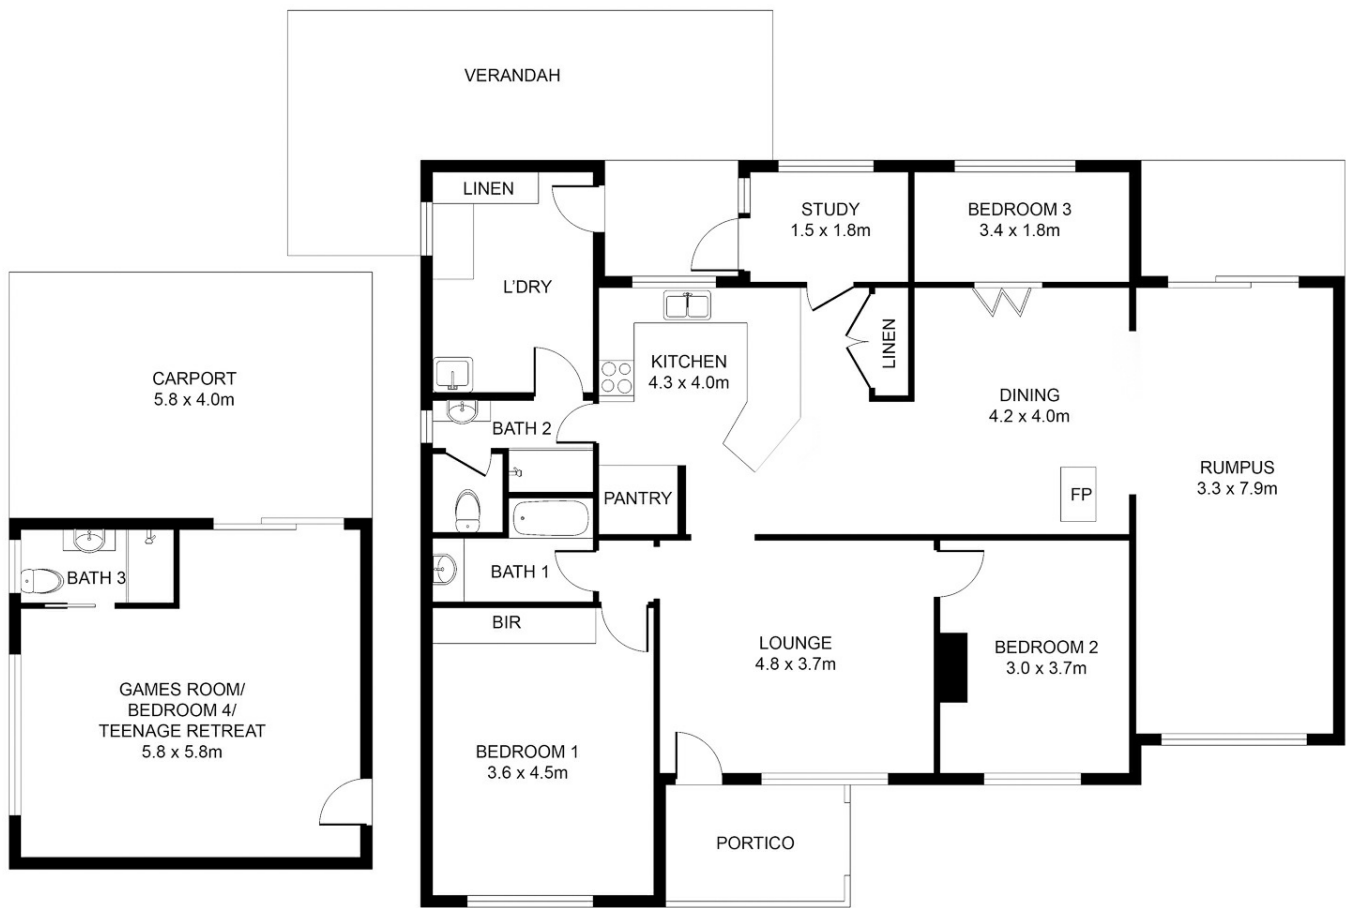 VERANDAH
LINEN
STUDY
1.5 x 1.8m
BEDROOM 3
3.4 x 1.8m
L'DRY
CARPORT
5.8 x 4.0m
KITCHEN
4.3 x 4.0m
LINEN
DINING
4.2 x 4.0m
BATH 2
RUMPUS
3.3 x 7.9m
PANTRY
FP
BATH 3
BATH 1
BIR
LOUNGE
4.8 x 3.7m
BEDROOM 2
3.0 x 3.7m
GAMES ROOM/
BEDROOM 4/
TEENAGE RETREAT
5.8 x 5.8m
BEDROOM 1
3.6 x 4.5m
PORTICO